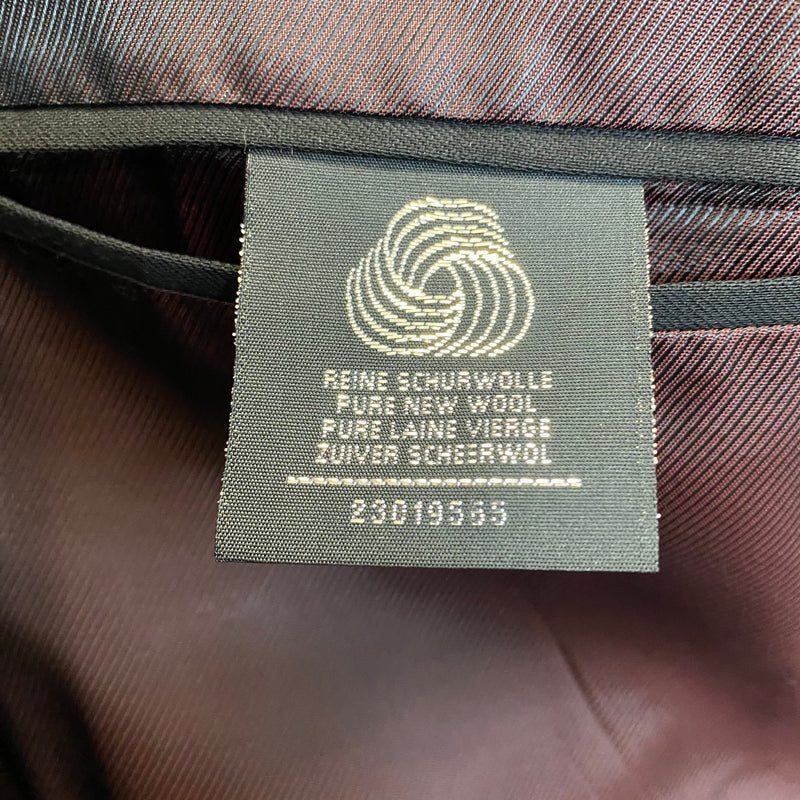 REINE SCHURWOLLE
PURE NEW WOOL
PURE LAINE VIERGE
ZUIVER SCHEERWOL
23019565